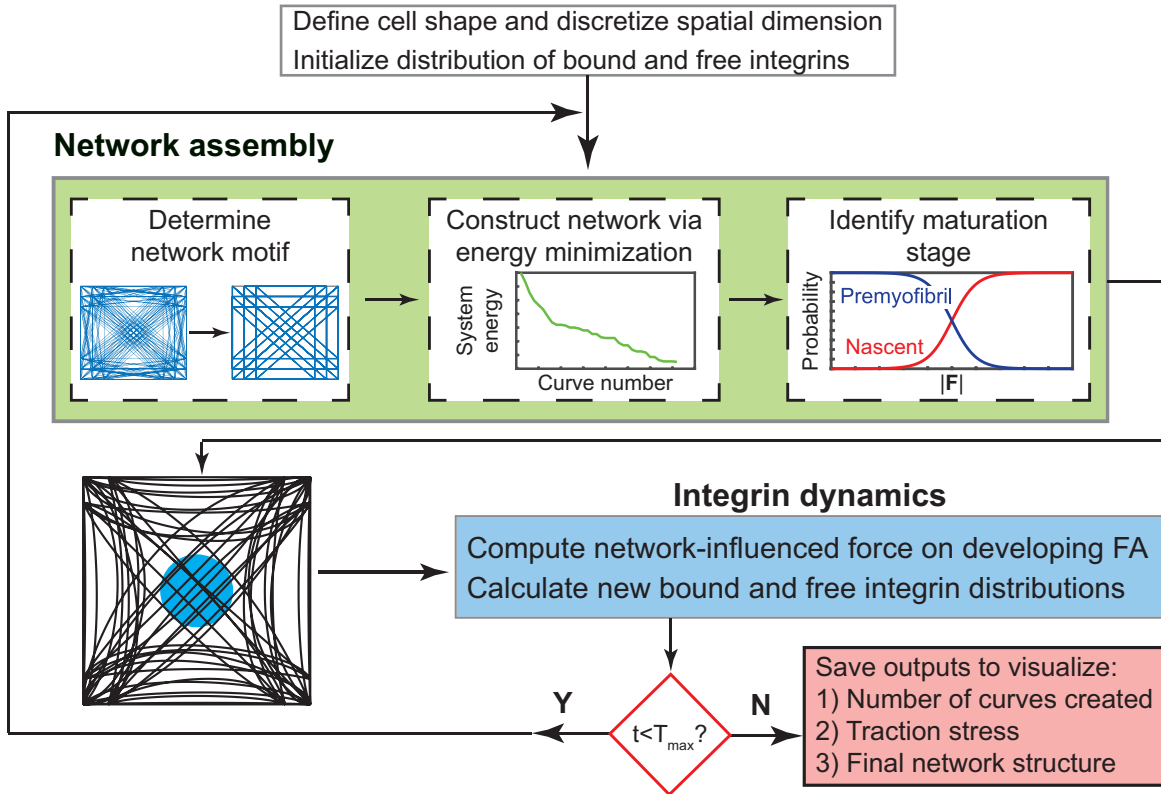 Define cell shape and discretize spatial dimension
Initialize distribution of bound and free integrins
Network assembly
Determine
network motif
Construct network via
energy minimization
System
energy
Curve number
Identify maturation
stage
Probability
Premyofibril
Nascent
|F|
Integrin dynamics
Compute network-influenced force on developing FA
Calculate new bound and free integrin distributions
Y
t<Tmax?
N
Save outputs to visualize:
1) Number of curves created
2) Traction stress
3) Final network structure